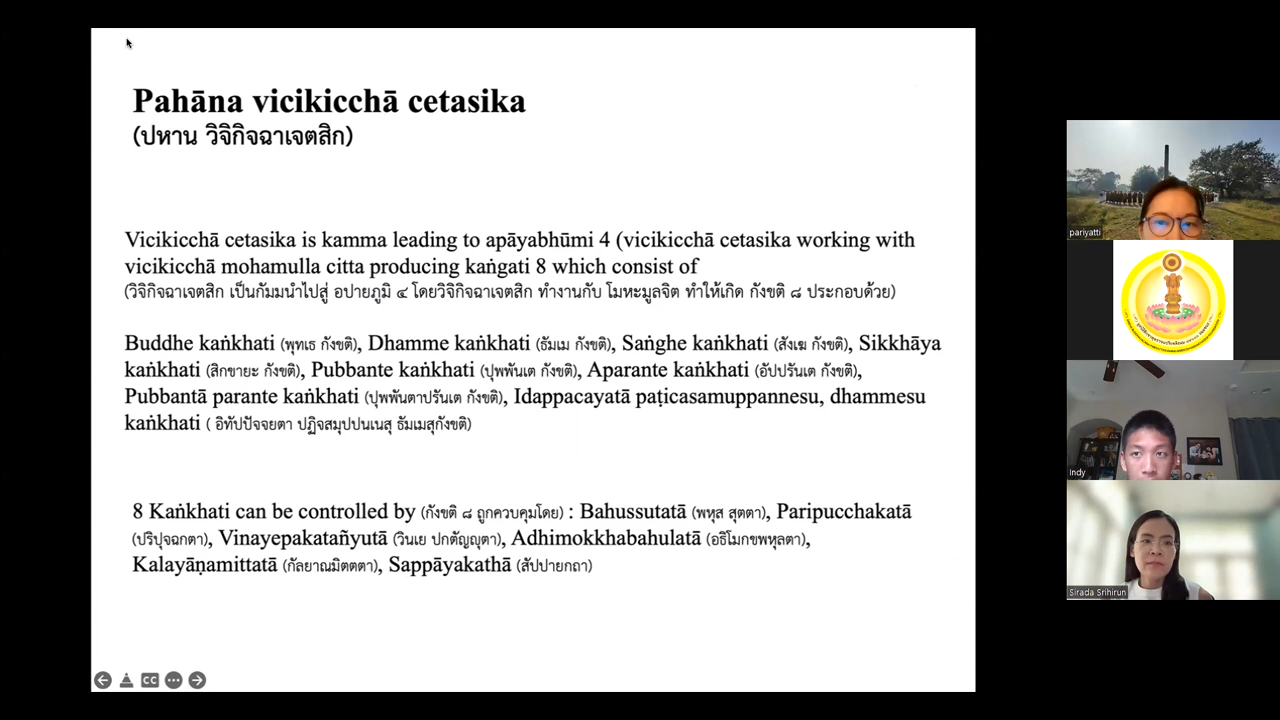 Pahāna vicikicchā cetasika
(ปหาน วิจิกิจฉาเจตสิก)
Vicikicchā cetasika is kamma leading to apāyabhūmi 4 (vicikicchā cetasika working with
vicikicchā mohamulla citta producing kaṅgati 8 which consist of
(วิจิกิจฉาเจตสิก เป็นกัมมนำไปสู่ อปายภูมิ ๔ โดยวิจิกิจฉาเจตสิก ทำงานกับ โมหะมูลจิต ทำให้เกิด กังขติ ๘ ประกอบด้วย)
Buddhe kaṅkhati (พุทเธ กังขติ), Dhamme kaṅkhati (ธัมเม กังขติ), Saṅghe kaṅkhati (สังเฆ กังขติ), Sikkhāya
kaṅkhati (สิกขายะ กังขติ), Pubbante kaṅkhati (ปุพพันเต กังขติ), Aparante kaṅkhati (อัปปรันเต กังขติ),
Pubbantā parante kaṅkhati (ปุพพันตาปรันเต กังขติ), Idappacayatā paṭicasamuppannesu, dhammesu
kaṅkhati ( อิทัปปัจจยตา ปฏิจสมุปปนเนสุ ธัมเมสุกังขติ)
8 Kaṅkhati can be controlled by (กังขติ ๘ ถูกควบคุมโดย) : Bahussutatā (พหุส สุตตา), Paripucchakatā
(ปริปุจฉกตา), Vinayepakatañyutā (วินเย ปกตัญญุตา), Adhimokkhabahulatā (อธิโมกขพหุลตา),
Kalayāṇamittatā (กัลยาณมิตตตา), Sappāyakathā (สัปปายกถา)
CC
pariyatti
Indy
Sirada Srihirun